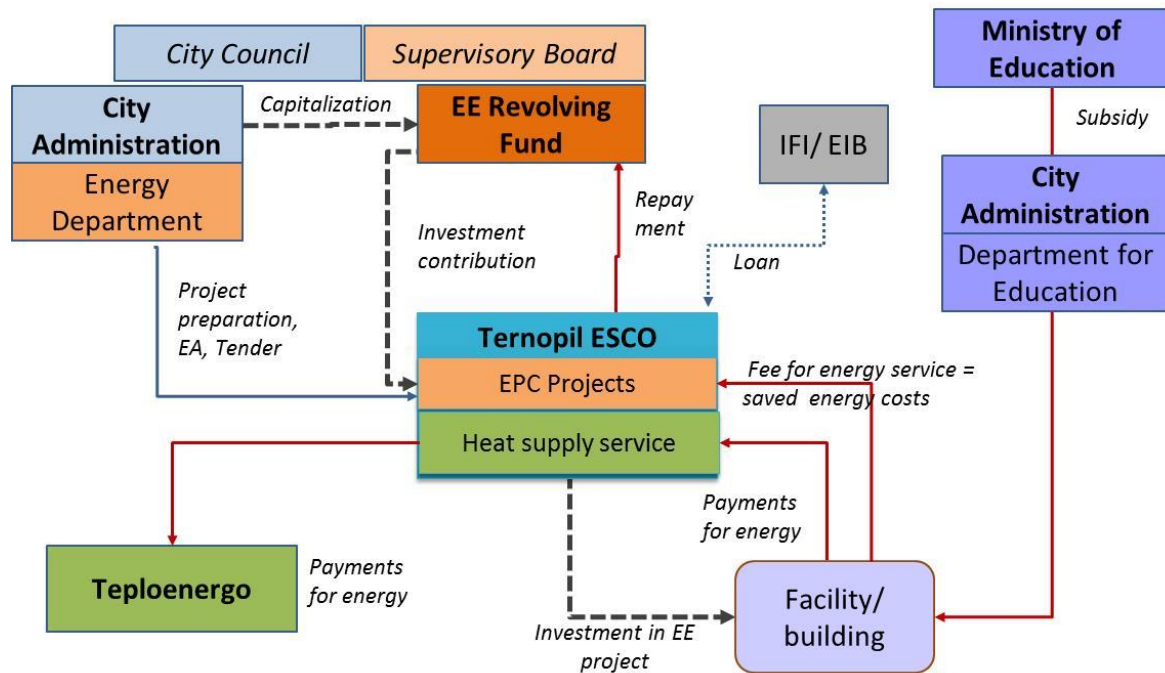 City Council
Supervisory Board
Ministry of
Education
City
Administration
Capitalization
EE Revolving
Fund
Subsidy
Energy
Department
IFI/ EIB
City
Administration
Repay
ment
Investment
contribution
Loan
Department for
Education
Project
preparation,
EA, Tender
Ternopil ESCO
EPC Projects
Fee for energy service =
saved energy costs
Heat supply service
Payments
for energy
Teploenergo
Payments
for energy
Facility/
building
Investment in EE
project